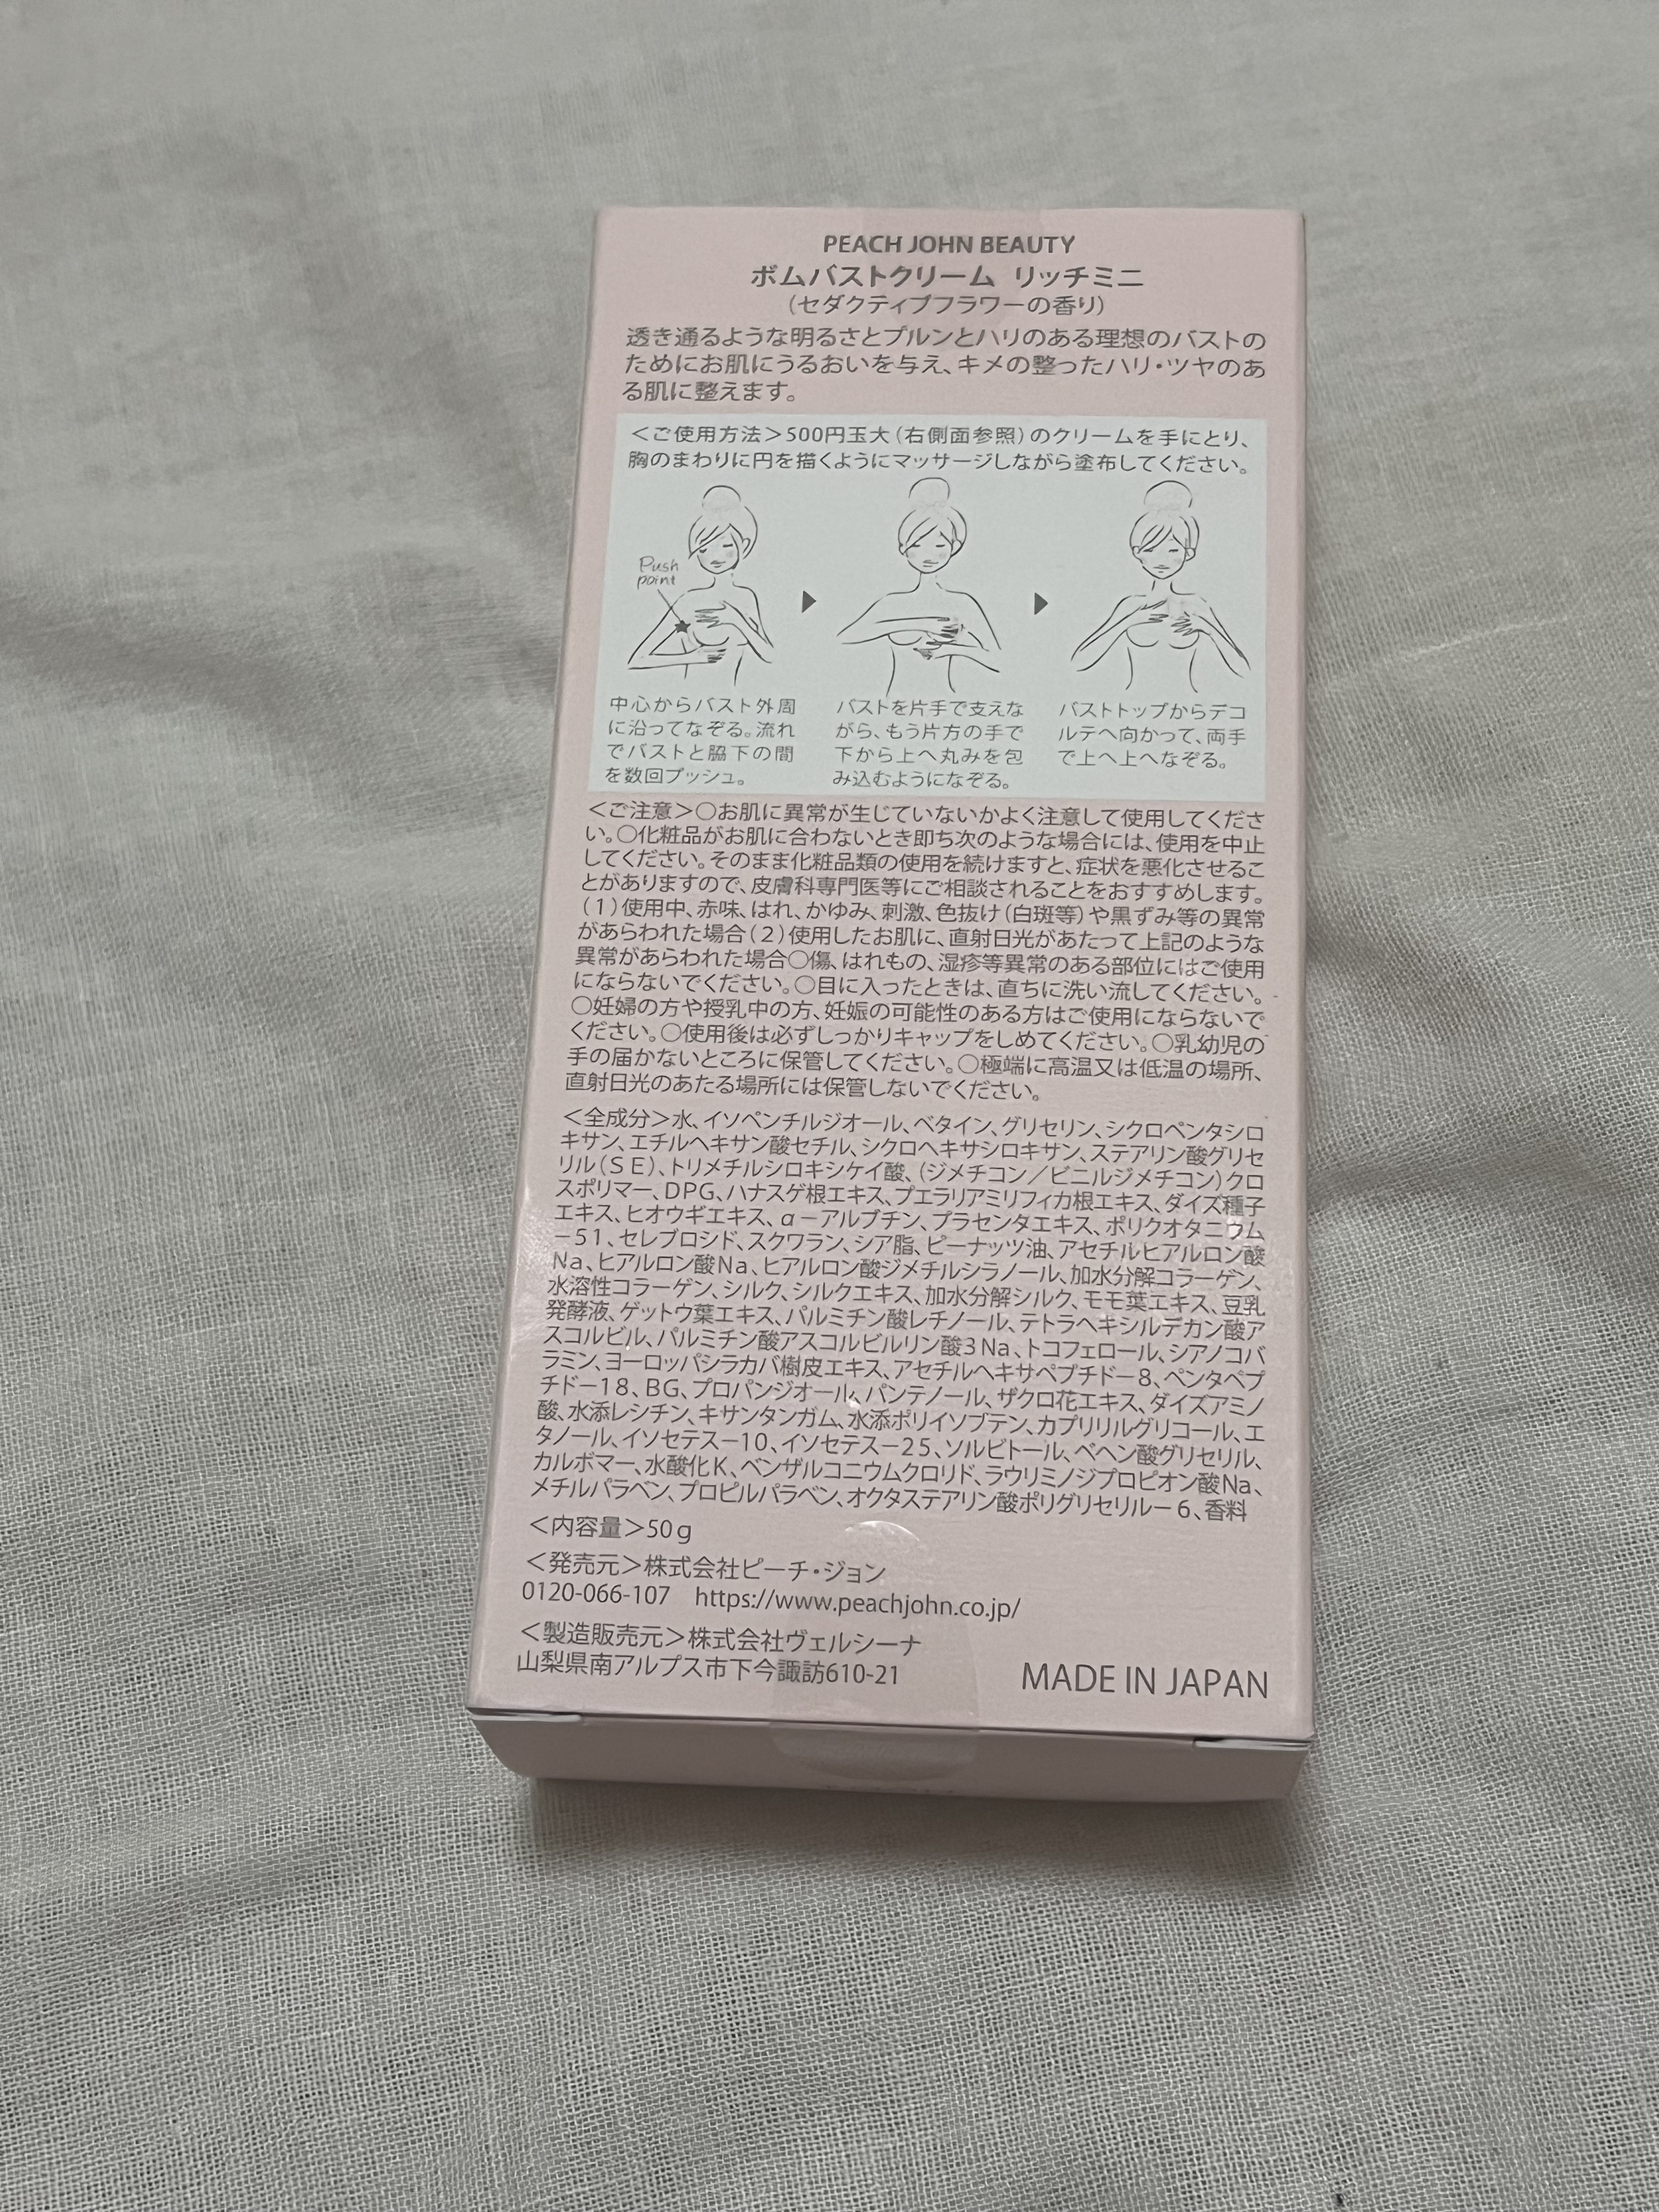 PEACH JOHN BEAUTY
ボムバストクリーム リッチミニ
(セダクティブフラワーの香り)
透き通るような明るさとプルンとハリのある理想のバストの
ためにお肌にうるおいを与え、キメの整ったハリ・ツヤのあ
る肌に整えます。
＜ご使用方法＞500円玉大(右側面参照)のクリームを手にとり、
胸のまわりに円を描くようにマッサージしながら塗布してください。
Push
point
中心からバスト外周
に沿ってなぞる。流れ
でバストと脇下の間
を数回プッシュ。
バストを片手で支えな
がら、もう片方の手で
下から上へ丸みを包
み込むようになぞる。
バストトップからデコ
ルテへ向かって、両手
で上へ上へなぞる。
＜ご注意＞○お肌に異常が生じていないかよく注意して使用してくださ
い。○化粧品がお肌に合わないとき即ち次のような場合には、使用を中止
してください。そのまま化粧品類の使用を続けますと、症状を悪化させるこ
とがありますので、皮膚科専門医等にご相談されることをおすすめします。
(1)使用中、赤味、はれ、かゆみ、刺激、色抜け(白斑等)や黒ずみ等の異常
があらわれた場合(2)使用したお肌に、直射日光があたって上記のような
異常があらわれた場合○傷、はれもの、湿疹等異常のある部位にはご使用
にならないでください。○目に入ったときは、直ちに洗い流してください。
○妊婦の方や授乳中の方、妊娠の可能性のある方はご使用にならないで
ください。○使用後は必ずしっかりキャップをしめてください。○乳幼児の
手の届かないところに保管してください。○極端に高温又は低温の場所、
直射日光のあたる場所には保管しないでください。
＜全成分＞水、イソペンチルジオール、ベタイン、グリセリン、シクロペンタシロ
キサン、エチルヘキサン酸セチル、シクロヘキサシロキサン、ステアリン酸グリセ
リル(SE)、トリメチルシロキシケイ酸、(ジメチコン／ビニルジメチコン)クロ
スポリマー、DPG、ハナスゲ根エキス、プエラリアミリフィカ根エキス、ダイズ種子
エキス、ヒオウギエキス、α－アルブチン、プラセンタエキス、ポリクオタニウム
－51、セレブロシド、スクワラン、シア脂、ピーナッツ油、アセチルヒアルロン酸
Na、ヒアルロン酸Na、ヒアルロン酸ジメチルシラノール、加水分解コラーゲン、
水溶性コラーゲン、シルク、シルクエキス、加水分解シルク、モモ葉エキス、豆乳
発酵液、ゲットウ葉エキス、パルミチン酸レチノール、テトラヘキシルデカン酸ア
スコルビル、パルミチン酸アスコルビルリン酸3Na、トコフェロール、シアノコバ
ラミン、ヨーロッパシラカバ樹皮エキス、アセチルヘキサペプチド－8、ペンタペプ
チド－18、BG、プロパンジオール、パンテノール、ザクロ花エキス、ダイズアミノ
酸、水添レシチン、キサンタンガム、水添ポリイソブテン、カプリリルグリコール、エ
タノール、イソセテス－10、イソセテス－25、ソルビトール、ベヘン酸グリセリル、
カルボマー、水酸化K、ベンザルコニウムクロリド、ラウリミノジプロピオン酸Na、
メチルパラベン、プロピルパラベン、オクタステアリン酸ポリグリセリル－6、香料
＜内容量＞50g
＜発売元＞株式会社ピーチ・ジョン
0120-066-107 https://www.peachjohn.co.jp/
＜製造販売元＞株式会社ヴェルシーナ
山梨県南アルプス市下今諏訪610-21
MADE IN JAPAN